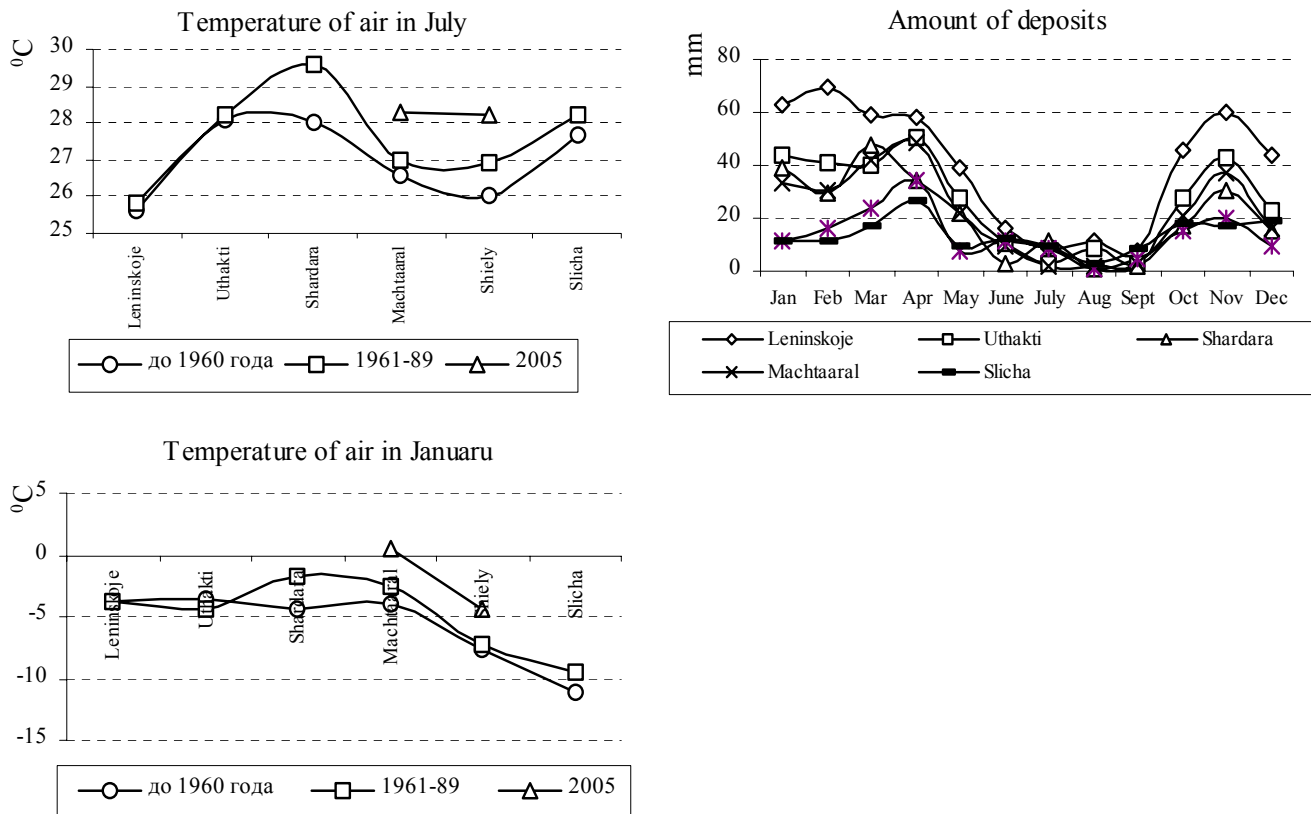 Temperature of air in July
⁰C
30
29
28
27
26
25
Leninskoje
Uthakti
Shardara
Machtaaral
Shiely
Slicha
до 1960 года
1961-89
2005
Amount of deposits
mm
80
60
40
20
0
Jan Feb Mar Apr May June July Aug Sept Oct Nov Dec
Leninskoje
Uthakti
Shardara
Machtaaral
Slicha
Temperature of air in Januaru
⁰C
5
0
-5
-10
-15
Leninskoje
Uthakti
Shardara
Machtaaral
Shiely
Slicha
до 1960 года
1961-89
2005